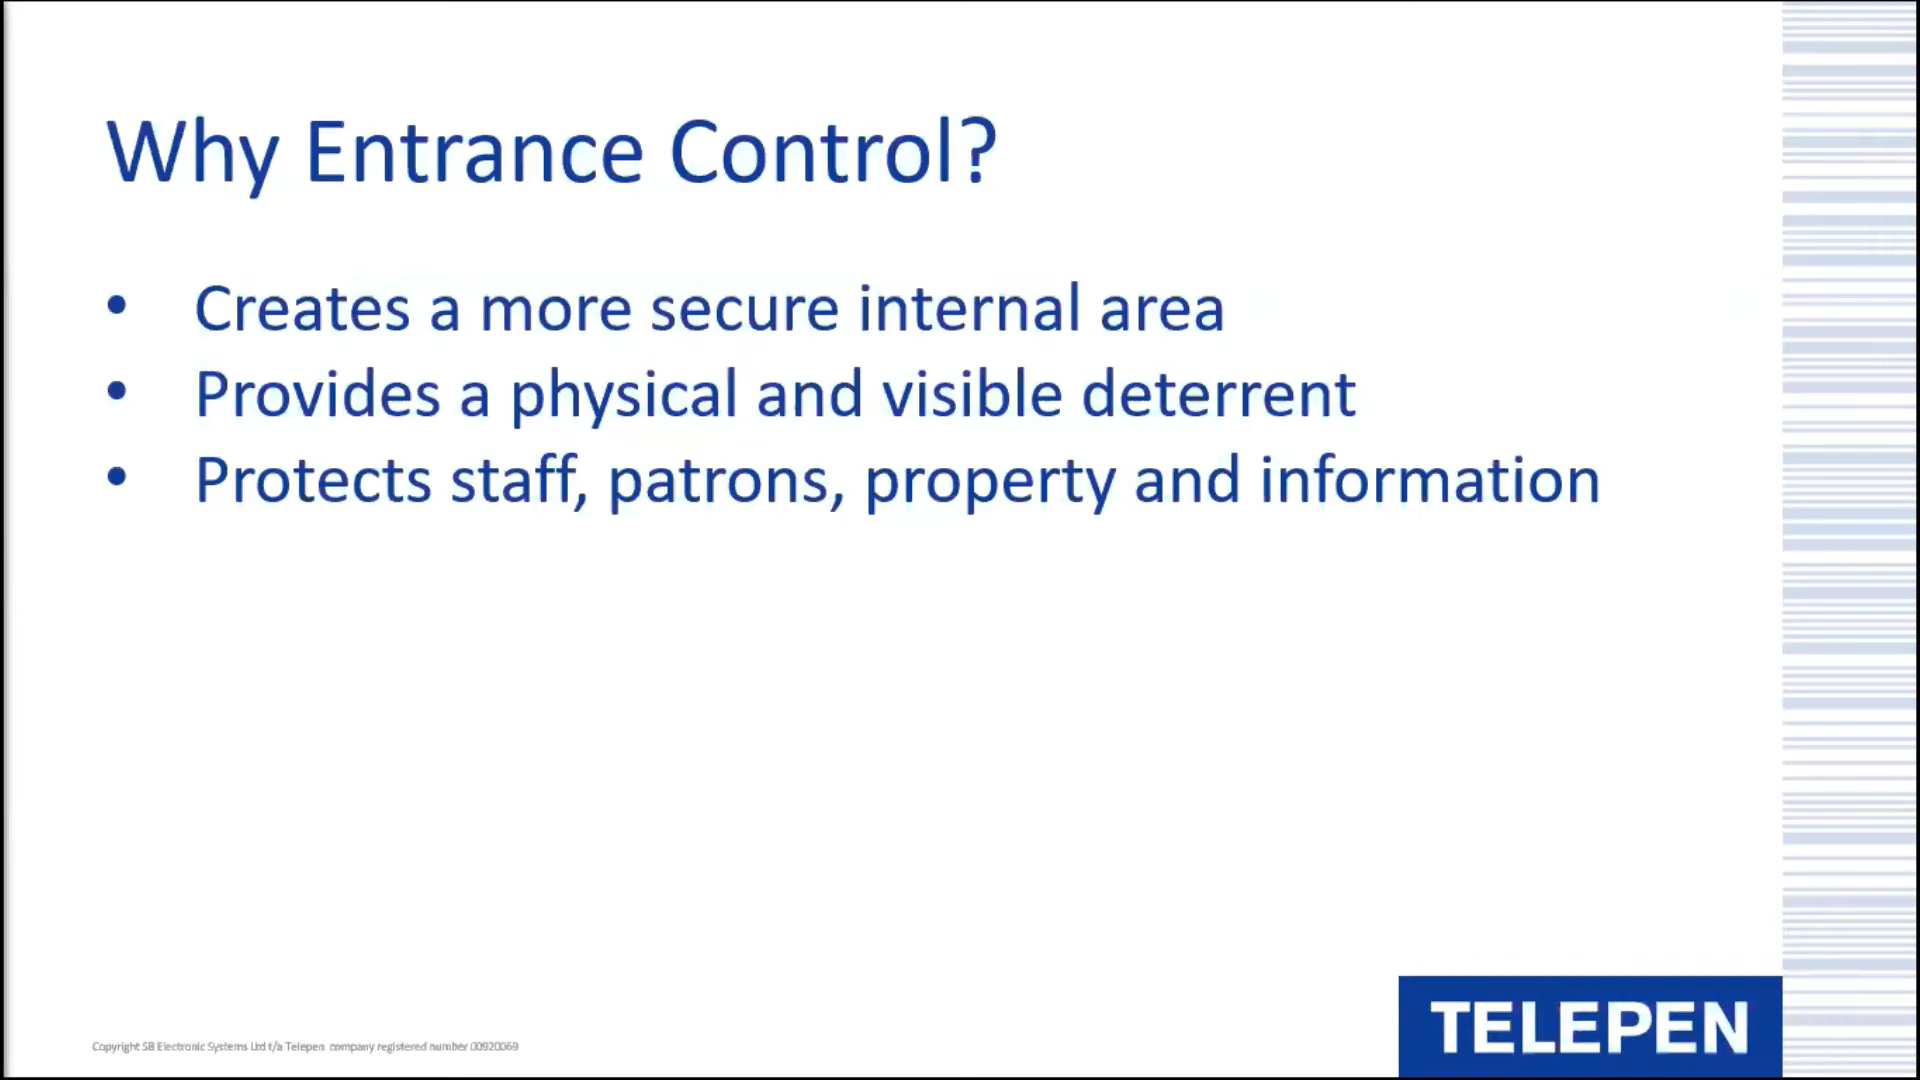 Why Entrance Control?
• Creates a more secure internal area
• Provides a physical and visible deterrent
• Protects staff, patrons, property and information
Copyright SB Electronic Systems Ltd t/a Telepen company registered number 00920069
TELEPEN